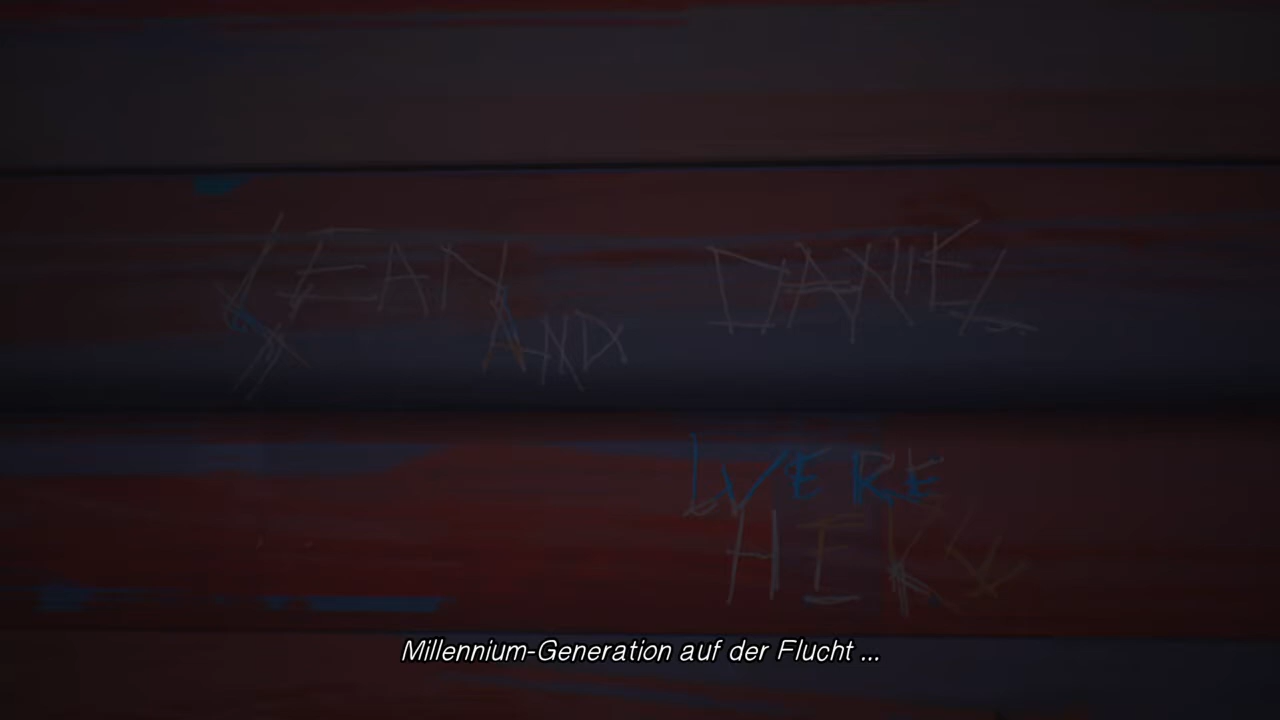 SEAN DANIEL
AND
WERE
HERE
Millennium-Generation auf der Flucht ...